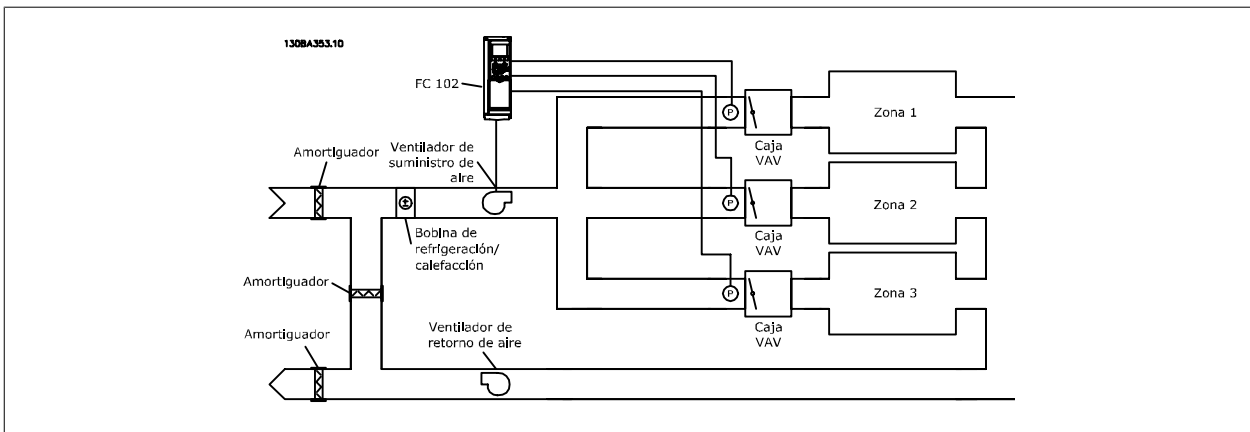 130BA353.10
FC 102
Amortiguador
Ventilador de
suministro de
aire
P
Caja
VAV
Zona 1
Bobina de
refrigeración/
calefacción
P
Caja
VAV
Zona 2
Amortiguador
P
Caja
VAV
Zona 3
Amortiguador
Ventilador de
retorno de aire